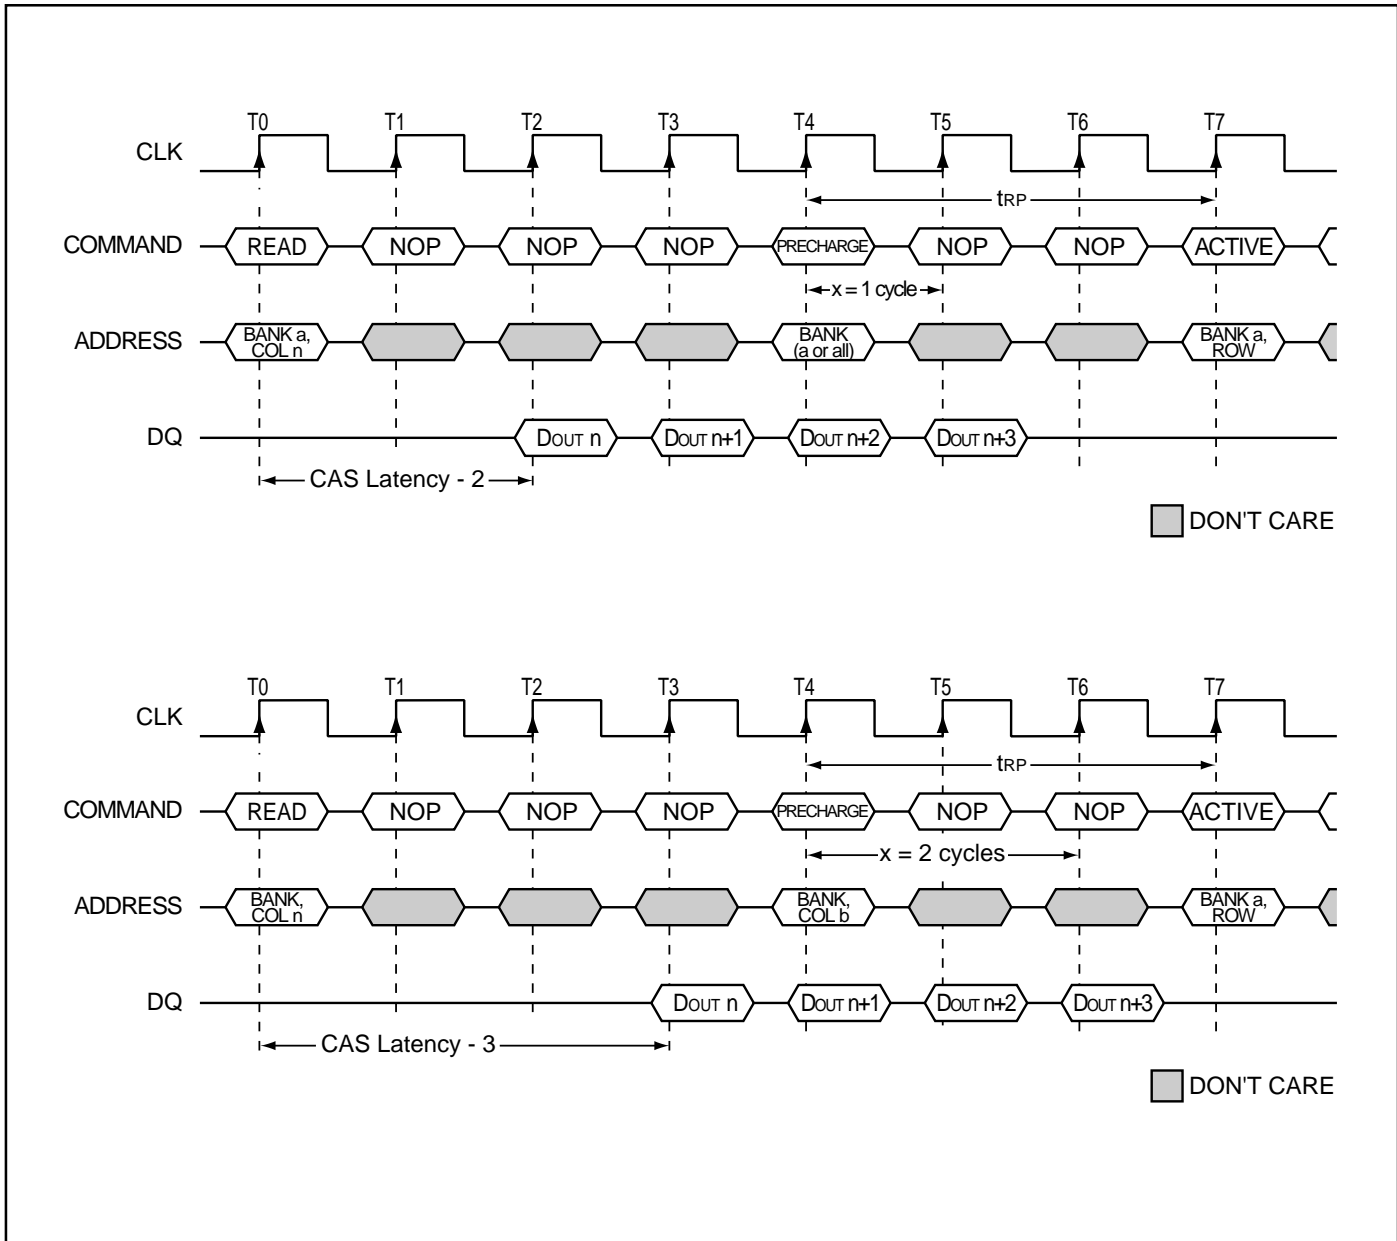 T0 T1 T2 T3 T4 T5 T6 T7
CLK
tRP
COMMAND READ NOP NOP NOP PRECHARGE NOP NOP ACTIVE
x = 1 cycle
ADDRESS BANK a, COL n BANK (a or all) BANK a, ROW
DQ DOUT n DOUT n+1 DOUT n+2 DOUT n+3
CAS Latency - 2
DON'T CARE
T0 T1 T2 T3 T4 T5 T6 T7
CLK
tRP
COMMAND READ NOP NOP NOP PRECHARGE NOP NOP ACTIVE
x = 2 cycles
ADDRESS BANK, COL n BANK, COL b BANK a, ROW
DQ DOUT n DOUT n+1 DOUT n+2 DOUT n+3
CAS Latency - 3
DON'T CARE